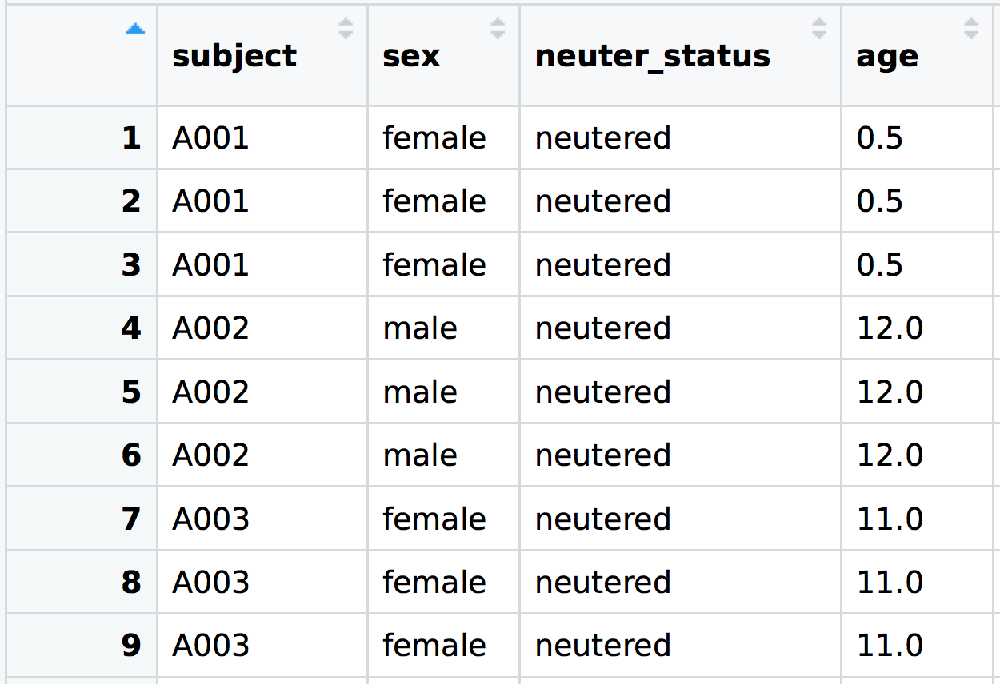 subject sex neuter_status age
1 A001 female neutered 0.5
2 A001 female neutered 0.5
3 A001 female neutered 0.5
4 A002 male neutered 12.0
5 A002 male neutered 12.0
6 A002 male neutered 12.0
7 A003 female neutered 11.0
8 A003 female neutered 11.0
9 A003 female neutered 11.0